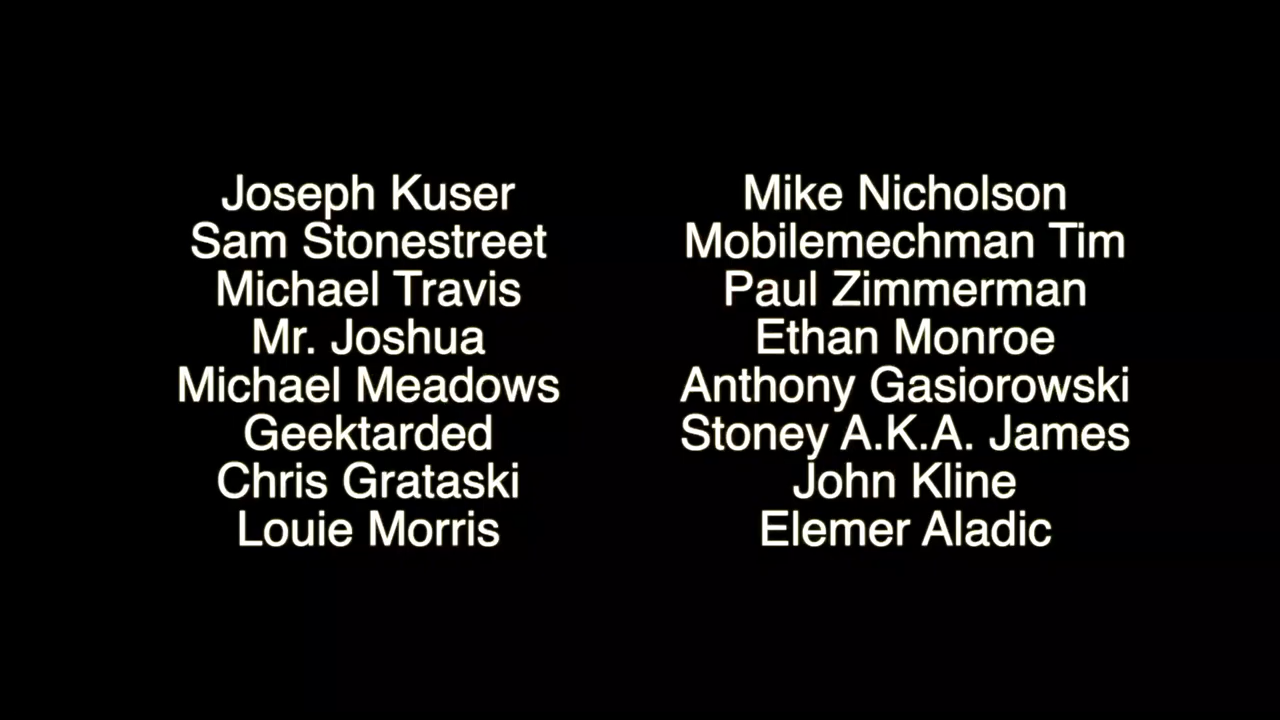 Joseph Kuser
Sam Stonestreet
Michael Travis
Mr. Joshua
Michael Meadows
Geektarded
Chris Grataski
Louie Morris
Mike Nicholson
Mobilemechman Tim
Paul Zimmerman
Ethan Monroe
Anthony Gasiorowski
Stoney A.K.A. James
John Kline
Elemer Aladic